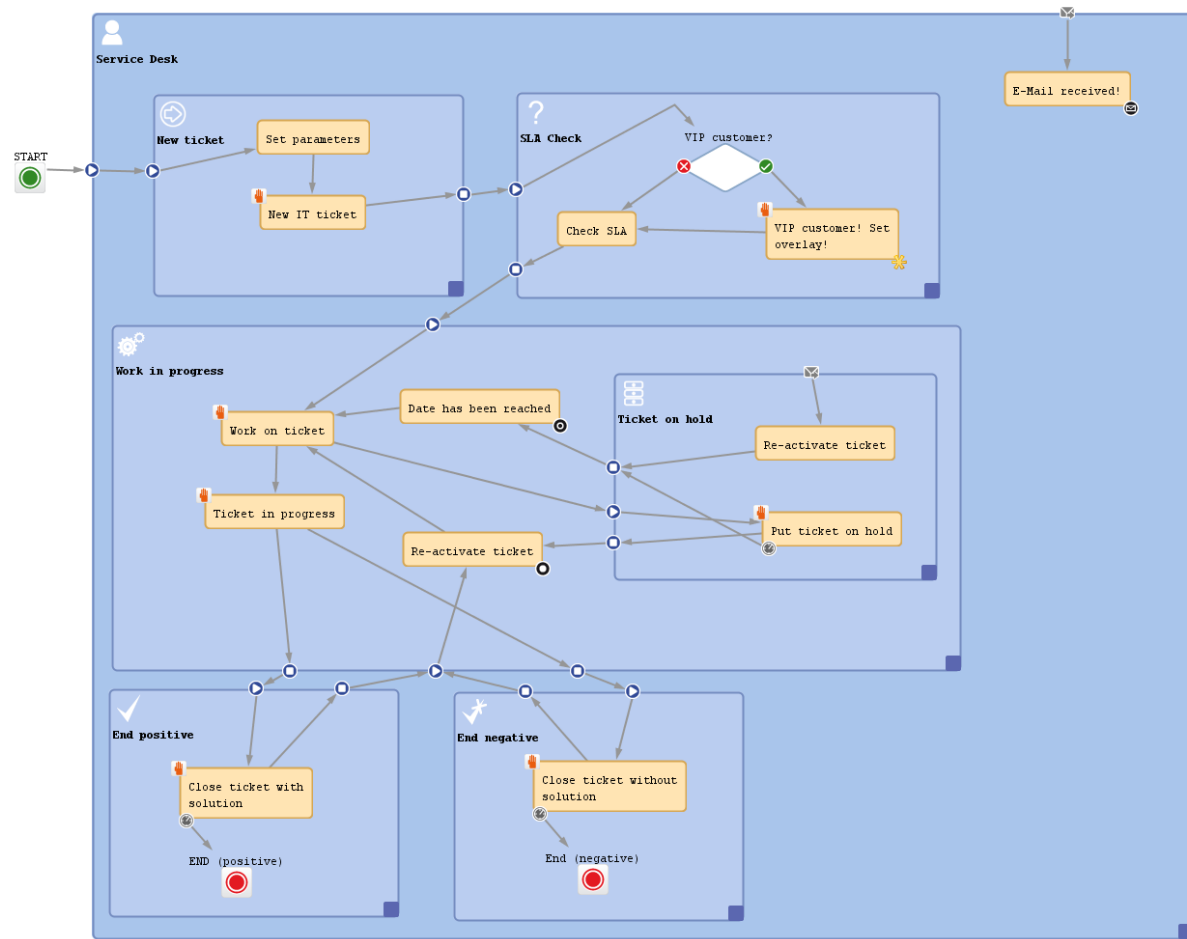 Service Desk
E-Mail received!
New ticket
Set parameters
SLA Check
VIP customer?
START
New IT ticket
Check SLA
VIP customer! Set
overlay!
Work in progress
Date has been reached
Ticket on hold
Work on ticket
Re-activate ticket
Ticket in progress
Put ticket on hold
Re-activate ticket
End positive
End negative
Close ticket with
solution
Close ticket without
solution
END (positive)
End (negative)